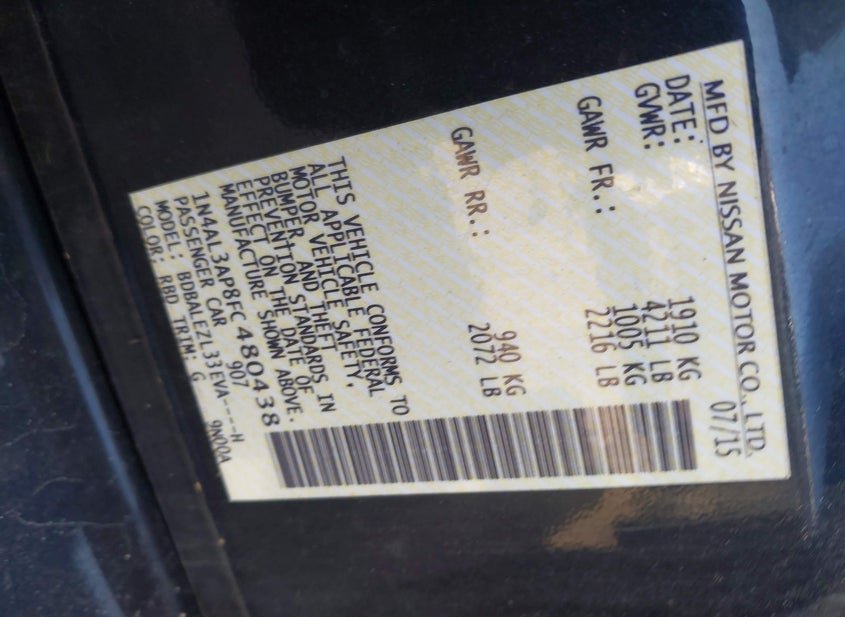 MFD BY NISSAN MOTOR CO., LTD.
DATE: 07/15
GVWR: 1910 KG
4211 LB
GAWR FR.: 1005 KG
2216 LB
GAWR RR.: 940 KG
2072 LB
THIS VEHICLE CONFORMS TO
ALL APPLICABLE FEDERAL
MOTOR VEHICLE SAFETY,
BUMPER, AND THEFT
PREVENTION STANDARDS IN
EFFECT ON THE DATE OF
MANUFACTURE SHOWN ABOVE.
1N4AL3AP8FC480438
PASSENGER CAR 907
MODEL: BDBALEZL33EVA----H
COLOR: RBD TRIM: G 9W00A